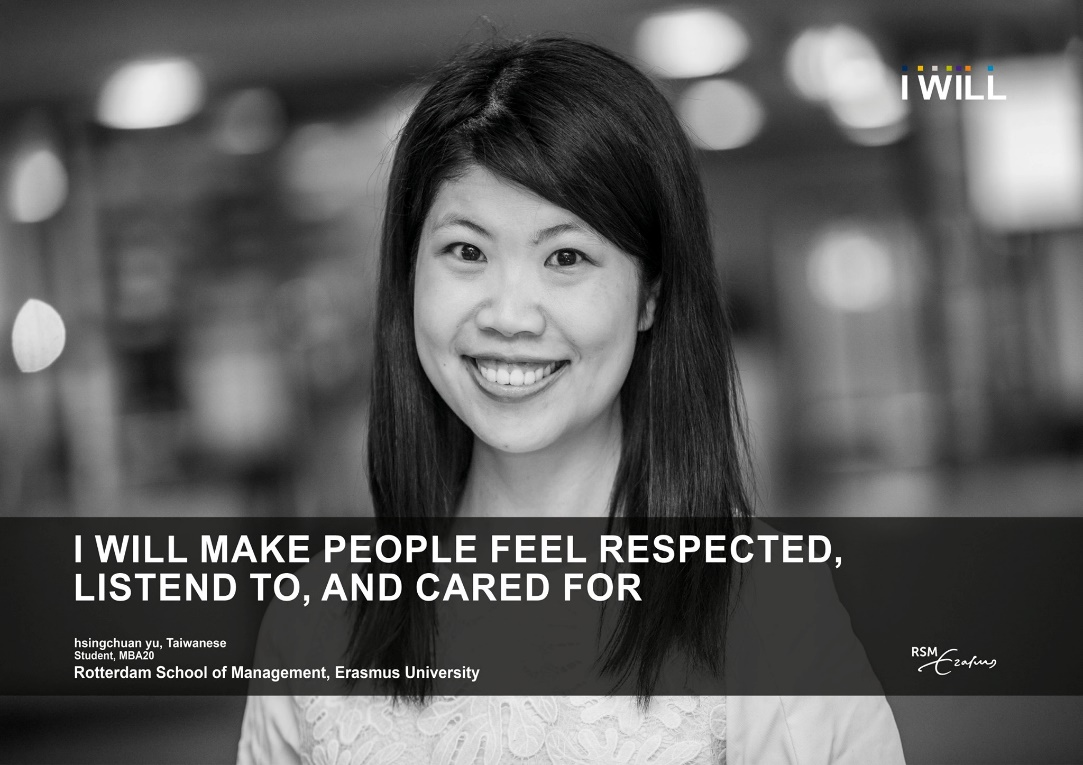 I WILL
I WILL MAKE PEOPLE FEEL RESPECTED,
LISTEND TO, AND CARED FOR
hsingchuan yu, Taiwanese
Student, MBA20
Rotterdam School of Management, Erasmus University
RSM
Erasmus